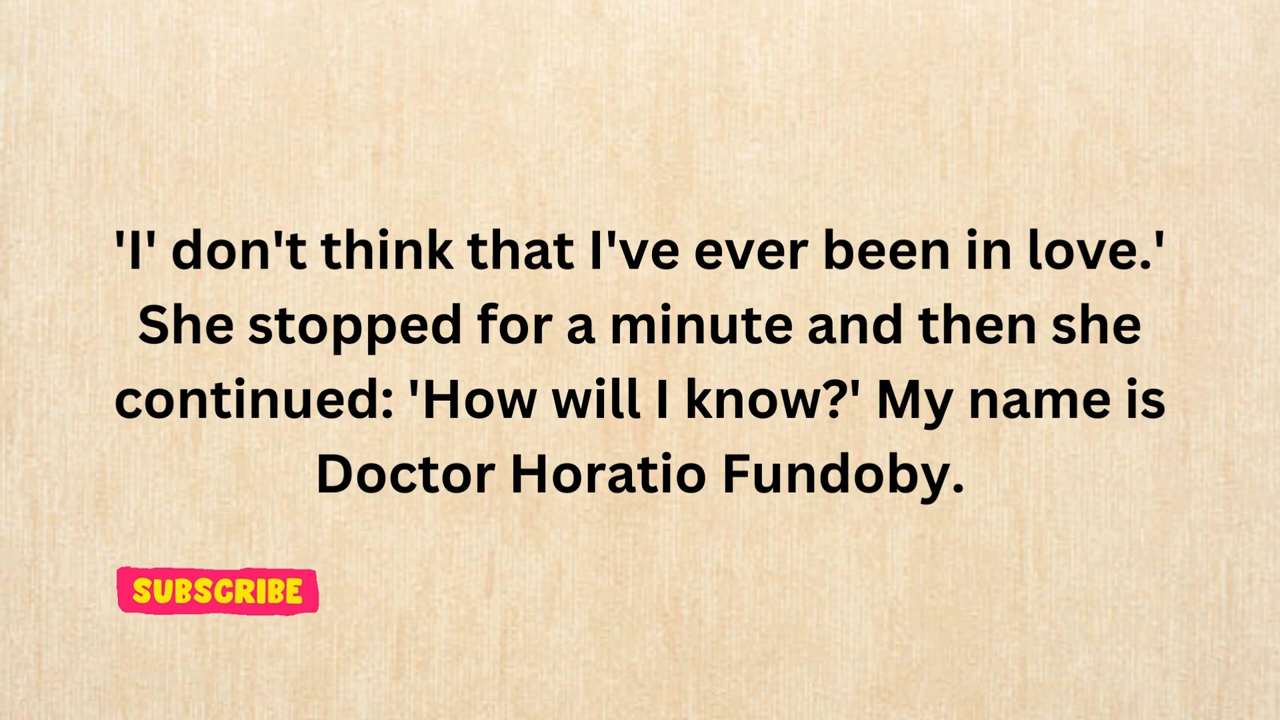 'I' don't think that I've ever been in love.'
She stopped for a minute and then she
continued: 'How will I know?' My name is
Doctor Horatio Fundoby.
SUBSCRIBE